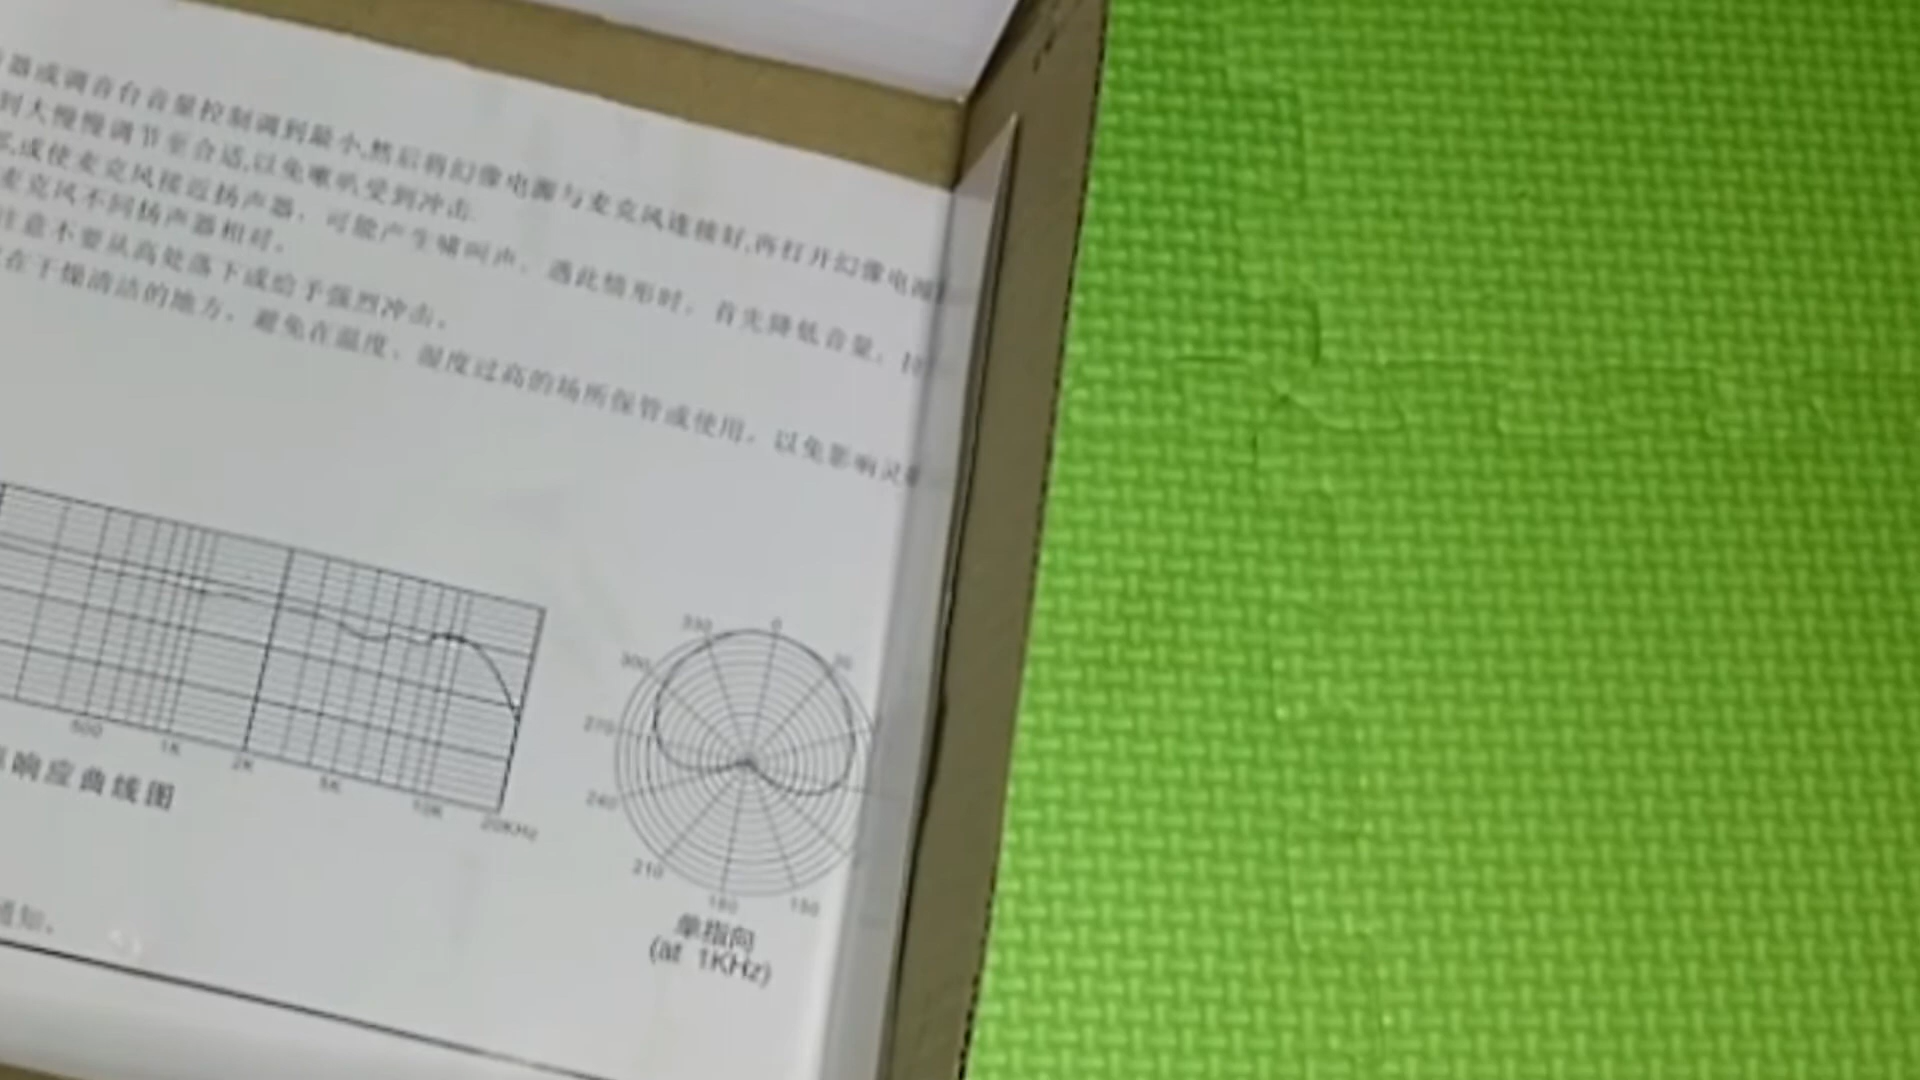 器或调音台音量控制调到最小,然后将幻像电源与麦克风连接好,再打开幻像电源
到大慢慢调节至合适,以免喇叭受到冲击.
或使麦克风接近扬声器，可能产生啸叫声，遇此情形时，首先降低音量，
麦克风不同扬声器相对。
注意不要从高处落下或给予强烈冲击。
在干燥清洁的地方，避免在温度、湿度过高的场所保管或使用，以免影响灵
500 1K 2K 5K 10K 20KHz
响应曲线图
330 0 30
300
270
240
210
180 150
单指向
(at 1KHz)
通知。